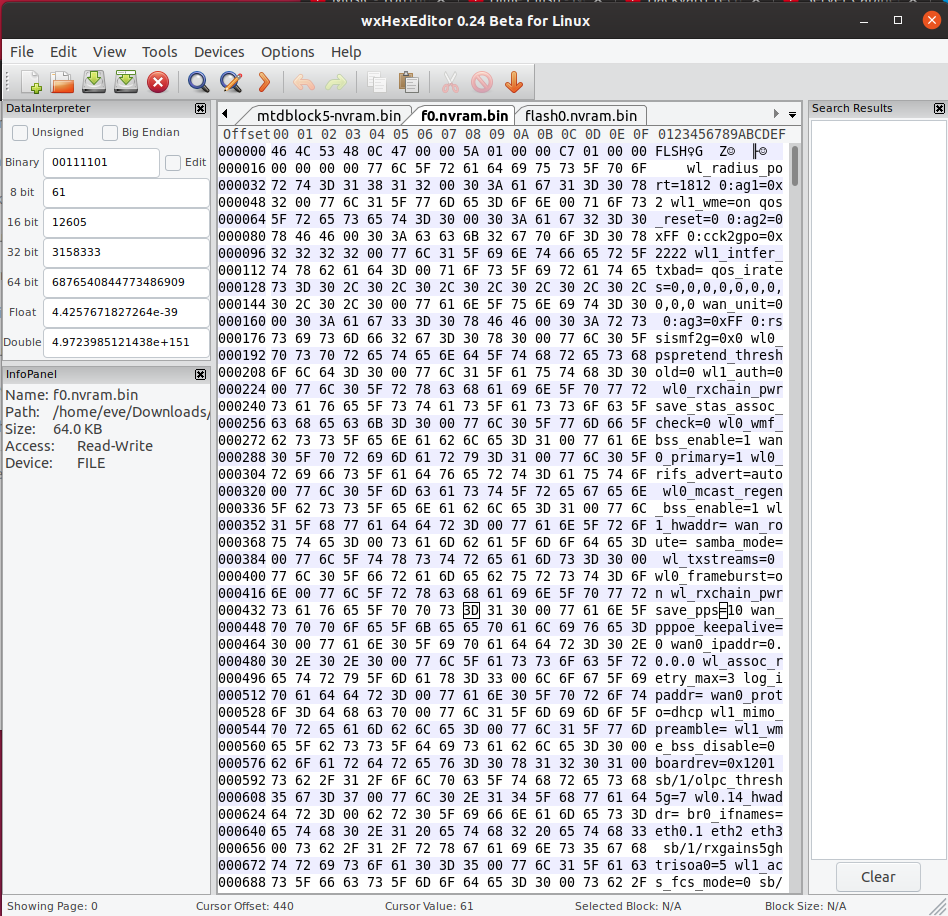 wxHexEditor 0.24 Beta for Linux
File Edit View Tools Devices Options Help
DataInterpreter
Unsigned Big Endian
Binary 00111101 Edit
8 bit 61
16 bit 12605
32 bit 3158333
64 bit 6876540844773486909
Float 4.4257671827264e-39
Double 4.9723985121438e+151
InfoPanel
Name: f0.nvram.bin
Path: /home/eve/Downloads/
Size: 64.0 KB
Access: Read-Write
Device: FILE
mtdblock5-nvram.bin f0.nvram.bin flash0.nvram.bin
Offset 00 01 02 03 04 05 06 07 08 09 0A 0B 0C 0D 0E 0F 0123456789ABCDEF
000000 46 4C 53 48 0C 47 00 00 5A 01 00 00 C7 01 00 00 FLSH♀G Z☺ ╟☺
000016 00 00 00 00 77 6C 5F 72 61 64 69 75 73 5F 70 6F wl_radius_po
000032 72 74 3D 31 38 31 32 00 30 3A 61 67 31 3D 30 78 rt=1812 0:ag1=0x
000048 32 00 77 6C 31 5F 77 6D 65 3D 6F 6E 00 71 6F 73 2 wl1_wme=on qos
000064 5F 72 65 73 65 74 3D 30 00 30 3A 61 67 32 3D 30 _reset=0 0:ag2=0
000080 78 46 46 00 30 3A 63 63 6B 32 67 70 6F 3D 30 78 xFF 0:cck2gpo=0x
000096 32 32 32 32 00 77 6C 31 5F 69 6E 74 66 65 72 5F 2222 wl1_intfer_
000112 74 78 62 61 64 3D 00 71 6F 73 5F 69 72 61 74 65 txbad= qos_irate
000128 73 3D 30 2C 30 2C 30 2C 30 2C 30 2C 30 2C 30 2C s=0,0,0,0,0,0,0,
000144 30 2C 30 2C 30 00 77 61 6E 5F 75 6E 69 74 3D 30 0,0,0 wan_unit=0
000160 00 30 3A 61 67 33 3D 30 78 46 46 00 30 3A 72 73 0:ag3=0xFF 0:rs
000176 73 69 73 6D 66 32 67 3D 30 78 30 00 77 6C 30 5F sismf2g=0x0 wl0_
000192 70 73 70 72 65 74 65 6E 64 5F 74 68 72 65 73 68 pspretend_thresh
000208 6F 6C 64 3D 30 00 77 6C 31 5F 61 75 74 68 3D 30 old=0 wl1_auth=0
000224 00 77 6C 30 5F 72 78 63 68 61 69 6E 5F 70 77 72 wl0_rxchain_pwr
000240 73 61 76 65 5F 73 74 61 73 5F 61 73 73 6F 63 5F save_stas_assoc_
000256 63 68 65 63 6B 3D 30 00 77 6C 30 5F 77 6D 66 5F check=0 wl0_wmf_
000272 62 73 73 5F 65 6E 61 62 6C 65 3D 31 00 77 61 6E bss_enable=1 wan
000288 30 5F 70 72 69 6D 61 72 79 3D 31 00 77 6C 30 5F 0_primary=1 wl0_
000304 72 69 66 73 5F 61 64 76 65 72 74 3D 61 75 74 6F rifs_advert=auto
000320 00 77 6C 30 5F 6D 63 61 73 74 5F 72 65 67 65 6E wl0_mcast_regen
000336 5F 62 73 73 5F 65 6E 61 62 6C 65 3D 31 00 77 6C _bss_enable=1 wl
000352 31 5F 68 77 61 64 64 72 3D 00 77 61 6E 5F 72 6F 1_hwaddr= wan_ro
000368 75 74 65 3D 00 73 61 6D 62 61 5F 6D 6F 64 65 3D ute= samba_mode=
000384 00 77 6C 5F 74 78 73 74 72 65 61 6D 73 3D 30 00 wl_txstreams=0
000400 77 6C 30 5F 66 72 61 6D 65 62 75 72 73 74 3D 6F wl0_frameburst=o
000416 6E 00 77 6C 5F 72 78 63 68 61 69 6E 5F 70 77 72 n wl_rxchain_pwr
000432 73 61 76 65 5F 70 70 73 3D 31 30 00 77 61 6E 5F save_pps=10 wan_
000448 70 70 70 6F 65 5F 6B 65 65 70 61 6C 69 76 65 3D pppoe_keepalive=
000464 30 00 77 61 6E 30 5F 69 70 61 64 64 72 3D 30 2E 0 wan0_ipaddr=0.
000480 30 2E 30 2E 30 00 77 6C 5F 61 73 73 6F 63 5F 72 0.0.0 wl_assoc_r
000496 65 74 72 79 5F 6D 61 78 3D 33 00 6C 6F 67 5F 69 etry_max=3 log_i
000512 70 61 64 64 72 3D 00 77 61 6E 30 5F 70 72 6F 74 paddr= wan0_prot
000528 6F 3D 64 68 63 70 00 77 6C 31 5F 6D 69 6D 6F 5F o=dhcp wl1_mimo_
000544 70 72 65 61 6D 62 6C 65 3D 00 77 6C 31 5F 77 6D preamble= wl1_wm
000560 65 5F 62 73 73 5F 64 69 73 61 62 6C 65 3D 30 00 e_bss_disable=0
000576 62 6F 61 72 64 72 65 76 3D 30 78 31 32 30 31 00 boardrev=0x1201
000592 73 62 2F 31 2F 6F 6C 70 63 5F 74 68 72 65 73 68 sb/1/olpc_thresh
000608 35 67 3D 37 00 77 6C 30 2E 31 34 5F 68 77 61 64 5g=7 wl0.14_hwad
000624 64 72 3D 00 62 72 30 5F 69 66 6E 61 6D 65 73 3D dr= br0_ifnames=
000640 65 74 68 30 2E 31 20 65 74 68 32 20 65 74 68 33 eth0.1 eth2 eth3
000656 00 73 62 2F 31 2F 72 78 67 61 69 6E 73 35 67 68 sb/1/rxgains5gh
000672 74 72 69 73 6F 61 30 3D 35 00 77 6C 31 5F 61 63 trisoa0=5 wl1_ac
000688 73 5F 66 63 73 5F 6D 6F 64 65 3D 30 00 73 62 2F s_fcs_mode=0 sb/
Search Results
Clear
Showing Page: 0 Cursor Offset: 440 Cursor Value: 61 Selected Block: N/A Block Size: N/A